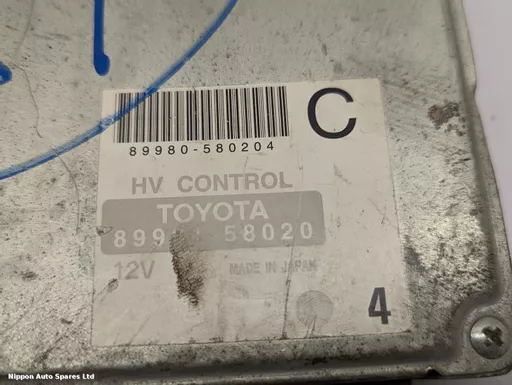 89980-580204
C
HV CONTROL
TOYOTA
58020
12V
MADE IN JAPAN
4
Nippon Auto Spares Ltd